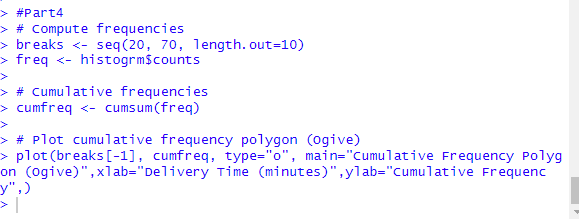 > #Part4
> # Compute frequencies
> breaks <- seq(20, 70, length.out=10)
> freq <- histogrm$counts
>
> # Cumulative frequencies
> cumfreq <- cumsum(freq)
>
> # Plot cumulative frequency polygon (Ogive)
> plot(breaks[-1], cumfreq, type="o", main="Cumulative Frequency Polyg
on (Ogive)",xlab="Delivery Time (minutes)",ylab="Cumulative Frequenc
y",)
>